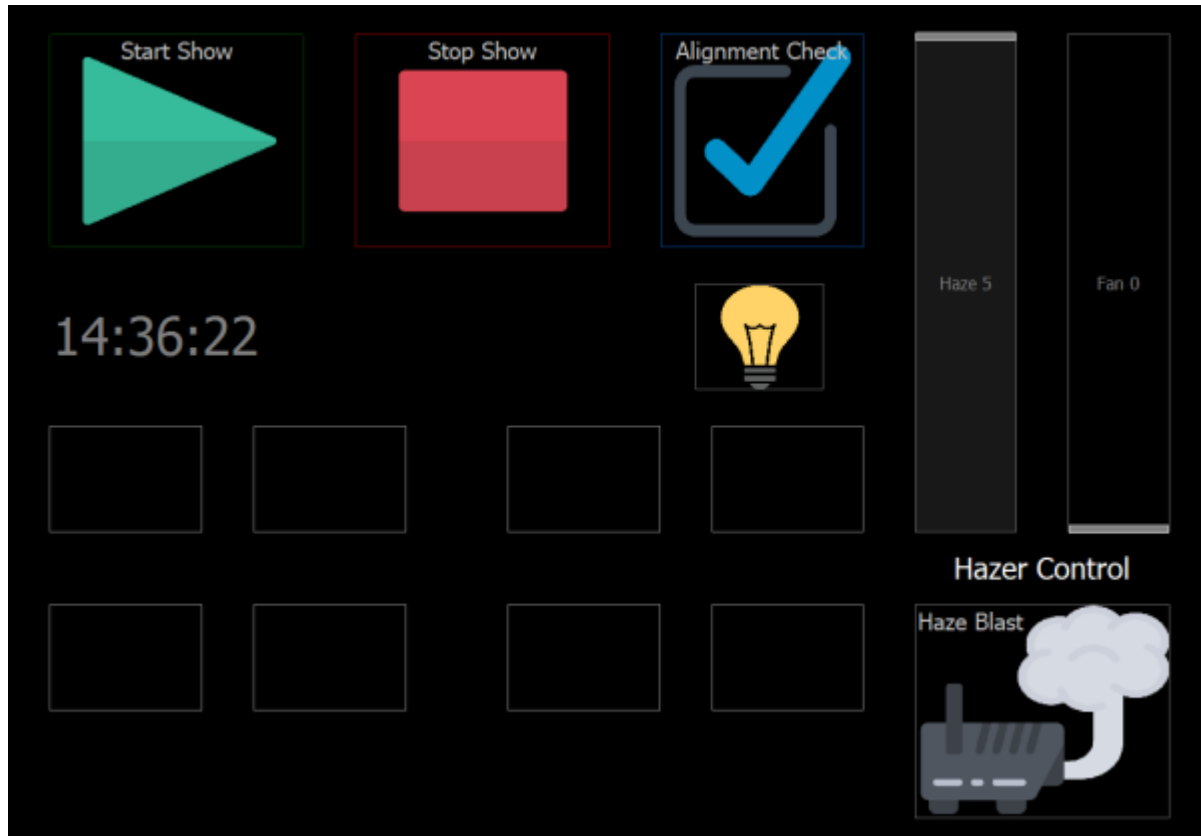 Start Show
Stop Show
Alignment Check
Haze 5
Fan 0
14:36:22
Hazer Control
Haze Blast